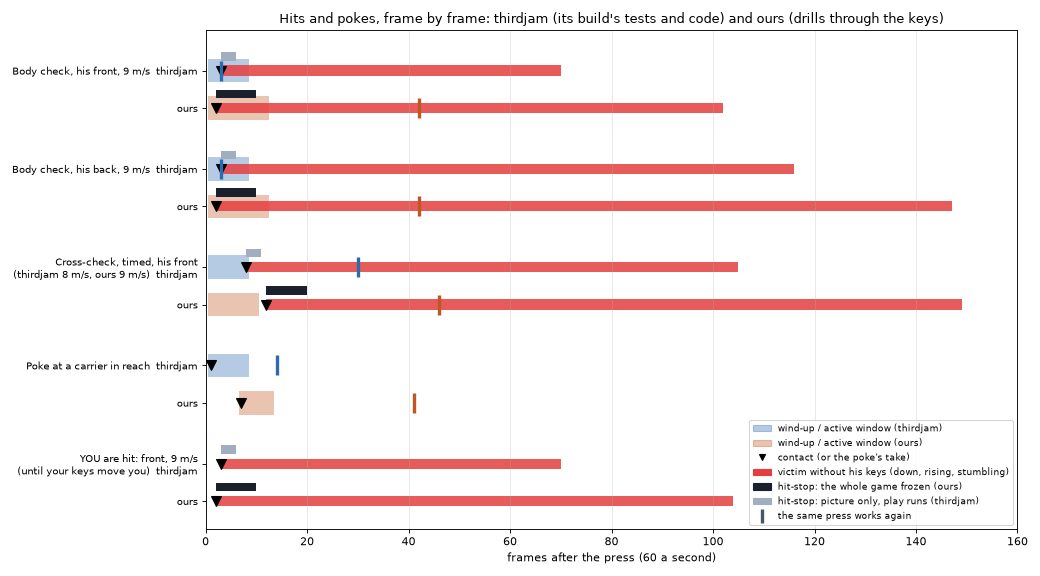 Hits and pokes, frame by frame: thirdjam (its build's tests and code) and ours (drills through the keys)
Body check, his front, 9 m/s  thirdjam
ours
Body check, his back, 9 m/s  thirdjam
ours
Cross-check, timed, his front
(thirdjam 8 m/s, ours 9 m/s)  thirdjam
ours
Poke at a carrier in reach  thirdjam
ours
YOU are hit: front, 9 m/s
(until your keys move you)  thirdjam
ours
wind-up / active window (thirdjam)
wind-up / active window (ours)
contact (or the poke's take)
victim without his keys (down, rising, stumbling)
hit-stop: the whole game frozen (ours)
hit-stop: picture only, play runs (thirdjam)
the same press works again
0 20 40 60 80 100 120 140 160
frames after the press (60 a second)